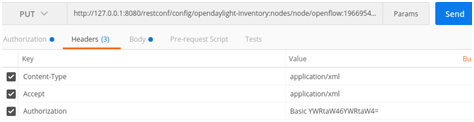 PUT http://127.0.0.1:8080/restconf/config/opendaylight-inventory:nodes/node/openflow:1966954... Params Send
Authorization Headers (3) Body Pre-request Script Tests
Key Value Bu
Content-Type application/xml
Accept application/xml
Authorization Basic YWRtaW46YWRtaW4=